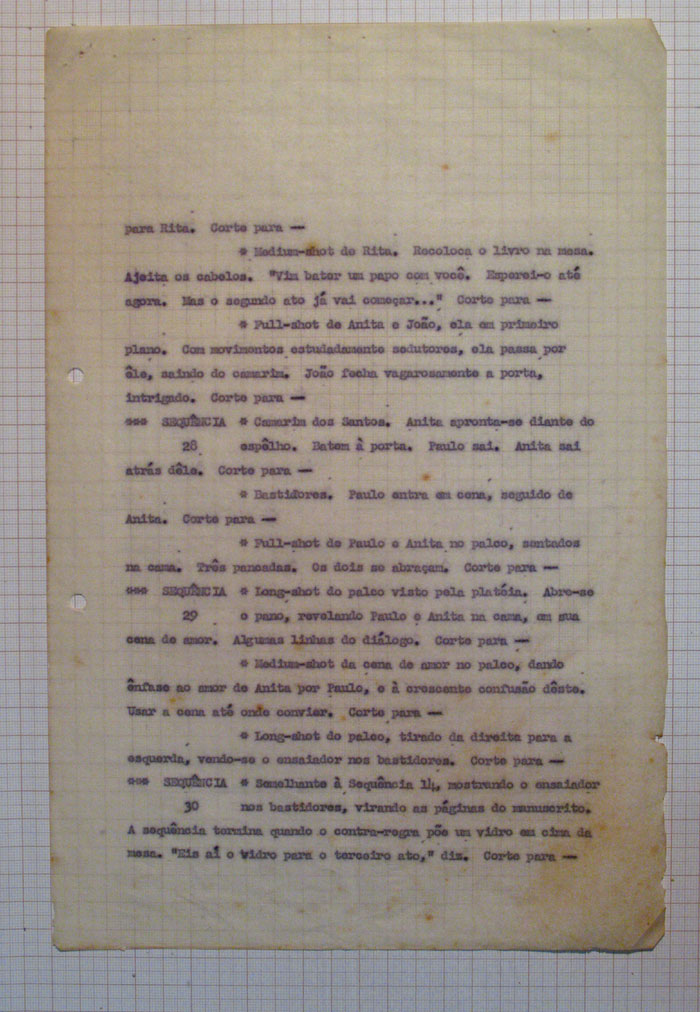 para Rita. Corte para —
* Medium-shot de Rita. Recoloca o livro na mesa.
Ajeita os cabelos. "Vim bater um papo com você. Esperei-o até
agora. Mas o segundo ato já vai começar..." Corte para —
* Full-shot de Anita e João, ela em primeiro
plano. Com movimentos estudadamente sedutores, ela passa por
êle, saindo do camarim. João fecha vagarosamente a porta,
intrigado. Corte para —
*** SEQUÊNCIA * Camarim dos Santos. Anita apronta-se diante do
28 espêlho. Batem à porta. Paulo sai. Anita sai
atrás dêle. Corte para —
* Bastidores. Paulo entra em cena, seguido de
Anita. Corte para —
* Full-shot de Paulo e Anita no palco, sentados
na cama. Três pancadas. Os dois se abraçam. Corte para —
*** SEQUÊNCIA * Long-shot do palco visto pela platéia. Abre-se
29 o pano, revelando Paulo e Anita na cama, em sua
cena de amor. Algumas linhas do diálogo. Corte para —
* Medium-shot da cena de amor no palco, dando
ênfase ao amor de Anita por Paulo, e à crescente confusão dêste.
Usar a cena até onde convier. Corte para —
* Long-shot do palco, tirado da direita para a
esquerda, vendo-se o ensaiador nos bastidores. Corte para —
*** SEQUÊNCIA * Semelhante à Sequência 14, mostrando o ensaiador
30 nos bastidores, virando as páginas do manuscrito.
A sequência termina quando o contra-regra põe um vidro em cima da
mesa. "Eis aí o vidro para o terceiro ato," diz. Corte para —